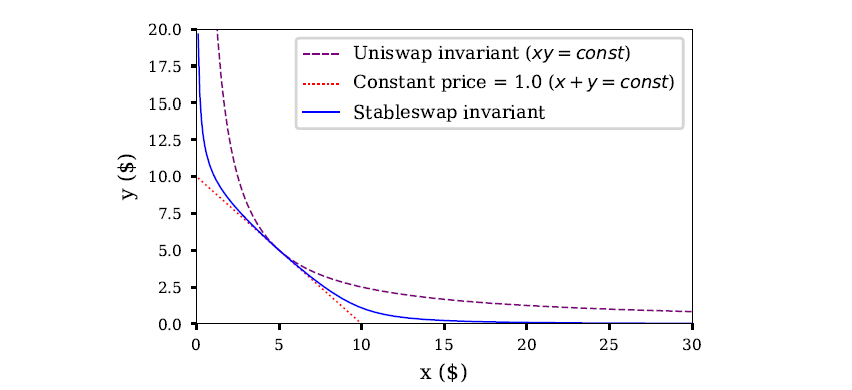 20.0
17.5
15.0
12.5
10.0
7.5
5.0
2.5
0.0
y ($)
Uniswap invariant (xy = const)
Constant price = 1.0 (x + y = const)
Stableswap invariant
0 5 10 15 20 25 30
x ($)